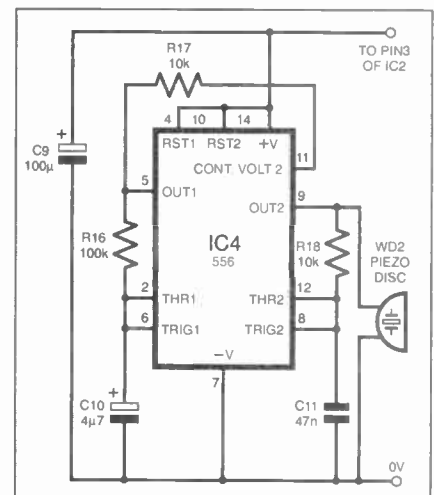 R17
10k
TO PIN3
OF IC2
4
10
14
RST1
RST2
+V
C9
100µ
+
CONT. VOLT 2
11
5
OUT1
OUT2
9
R16
100k
IC4
556
R18
10k
WD2
PIEZO
DISC
2
THR1
THR2
12
6
TRIG1
TRIG2
8
–V
7
+
C10
4µ7
C11
47n
0V